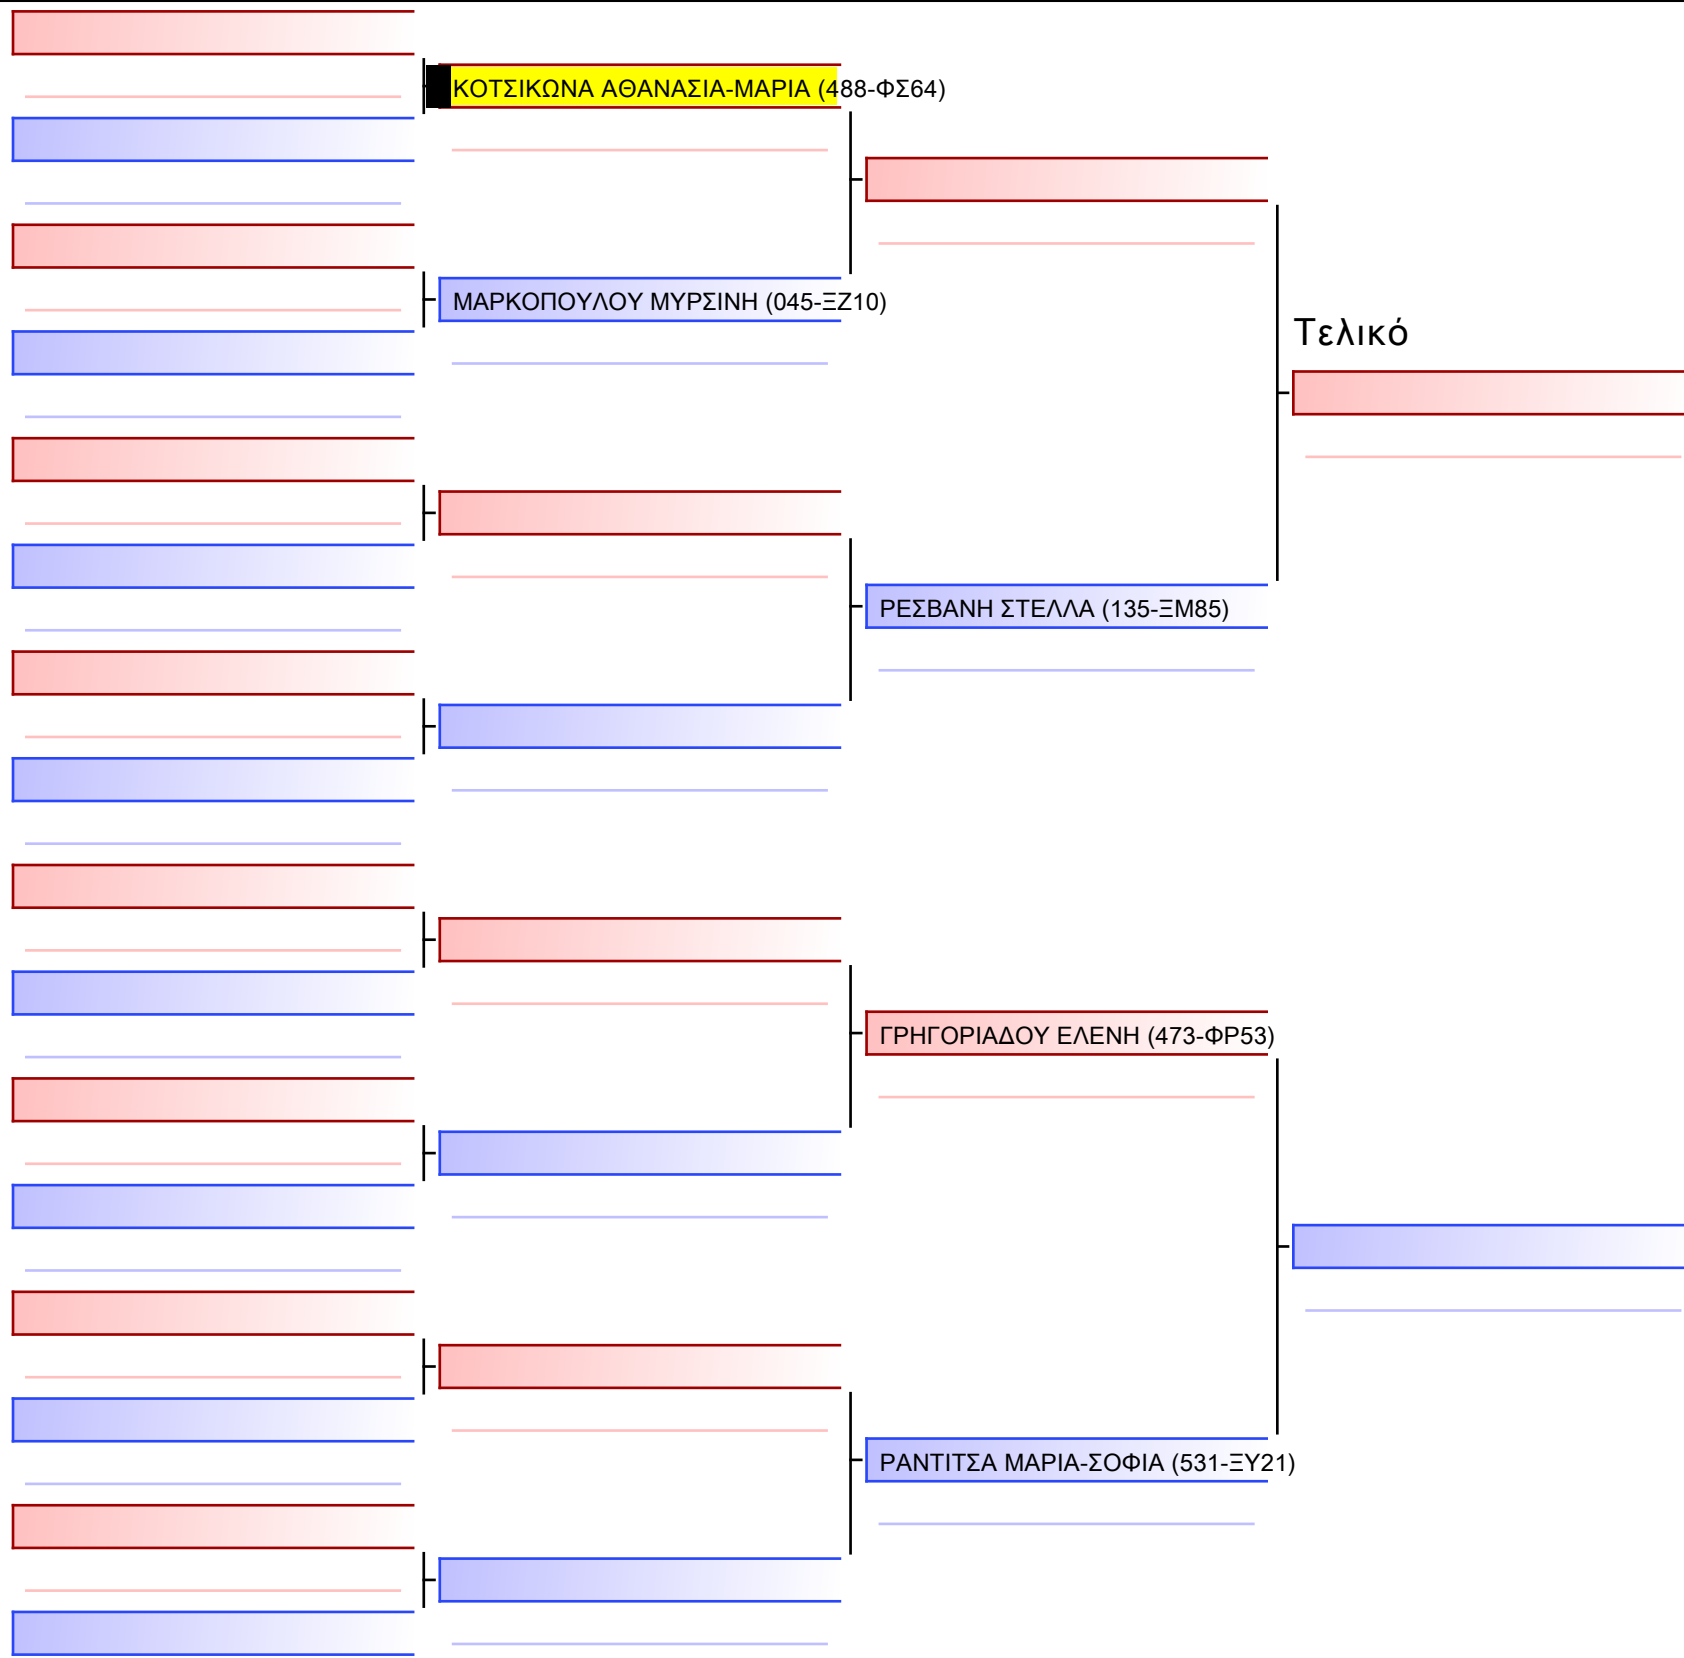 ΚΟΤΣΙΚΩΝΑ ΑΘΑΝΑΣΙΑ-ΜΑΡΙΑ (488-ΦΣ64)
ΜΑΡΚΟΠΟΥΛΟΥ ΜΥΡΣΙΝΗ (045-ΞΖ10)
Τελικό
ΡΕΣΒΑΝΗ ΣΤΕΛΛΑ (135-ΞΜ85)
ΓΡΗΓΟΡΙΑΔΟΥ ΕΛΕΝΗ (473-ΦΡ53)
ΡΑΝΤΙΤΣΑ ΜΑΡΙΑ-ΣΟΦΙΑ (531-ΞΥ21)